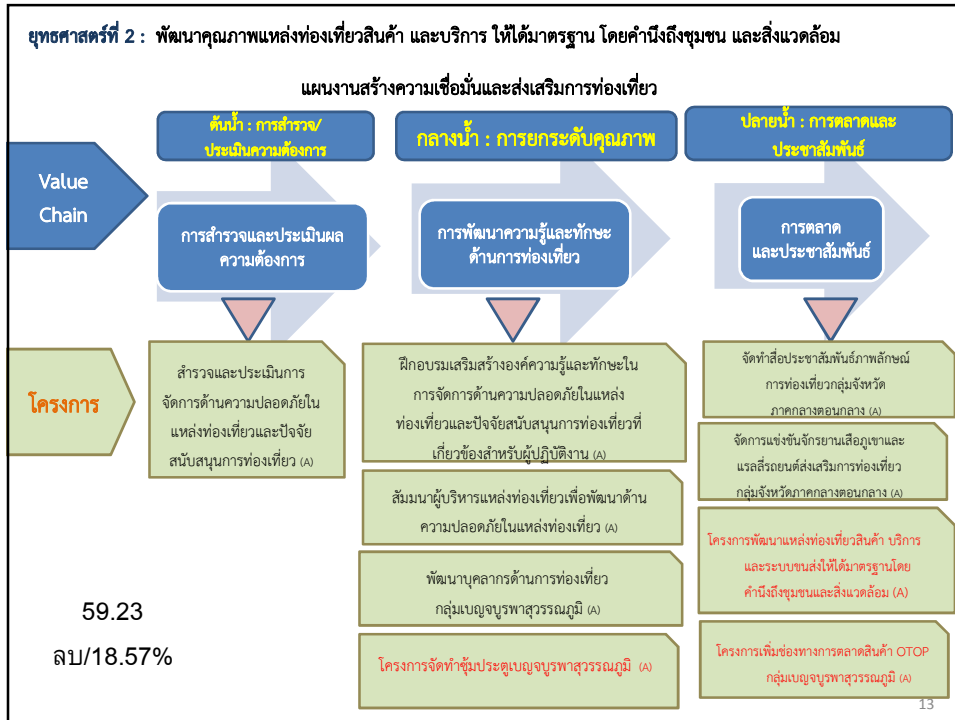 ยุทธศาสตร์ที่ 2 : พัฒนาคุณภาพแหล่งท่องเที่ยวสินค้า และบริการ ให้ได้มาตรฐาน โดยคำนึงถึงชุมชน และสิ่งแวดล้อม
แผนงานสร้างความเชื่อมั่นและส่งเสริมการท่องเที่ยว
Value
Chain
ต้นน้ำ : การสำรวจ/
ประเมินความต้องการ
กลางน้ำ : การยกระดับคุณภาพ
ปลายน้ำ : การตลาดและ
ประชาสัมพันธ์
การสำรวจและประเมินผล
ความต้องการ
การพัฒนาความรู้และทักษะ
ด้านการท่องเที่ยว
การตลาด
และประชาสัมพันธ์
โครงการ
สำรวจและประเมินการ
จัดการด้านความปลอดภัยใน
แหล่งท่องเที่ยวและปัจจัย
สนับสนุนการท่องเที่ยว (A)
ฝึกอบรมเสริมสร้างองค์ความรู้และทักษะใน
การจัดการด้านความปลอดภัยในแหล่ง
ท่องเที่ยวและปัจจัยสนับสนุนการท่องเที่ยวที่
เกี่ยวข้องสำหรับผู้ปฏิบัติงาน (A)
สัมมนาผู้บริหารแหล่งท่องเที่ยวเพื่อพัฒนาด้าน
ความปลอดภัยในแหล่งท่องเที่ยว (A)
พัฒนาบุคลากรด้านการท่องเที่ยว
กลุ่มเบญจบูรพาสุวรรณภูมิ (A)
โครงการจัดทำซุ้มประตูเบญจบูรพาสุวรรณภูมิ (A)
จัดทำสื่อประชาสัมพันธ์ภาพลักษณ์
การท่องเที่ยวกลุ่มจังหวัด
ภาคกลางตอนกลาง (A)
จัดการแข่งขันจักรยานเสือภูเขาและ
แรลลี่รถยนต์ส่งเสริมการท่องเที่ยว
กลุ่มจังหวัดภาคกลางตอนกลาง (A)
โครงการพัฒนาแหล่งท่องเที่ยวสินค้า บริการ
และระบบขนส่งให้ได้มาตรฐานโดย
คำนึงถึงชุมชนและสิ่งแวดล้อม (A)
โครงการเพิ่มช่องทางการตลาดสินค้า OTOP
กลุ่มเบญจบูรพาสุวรรณภูมิ (A)
59.23
ลบ/18.57%
13